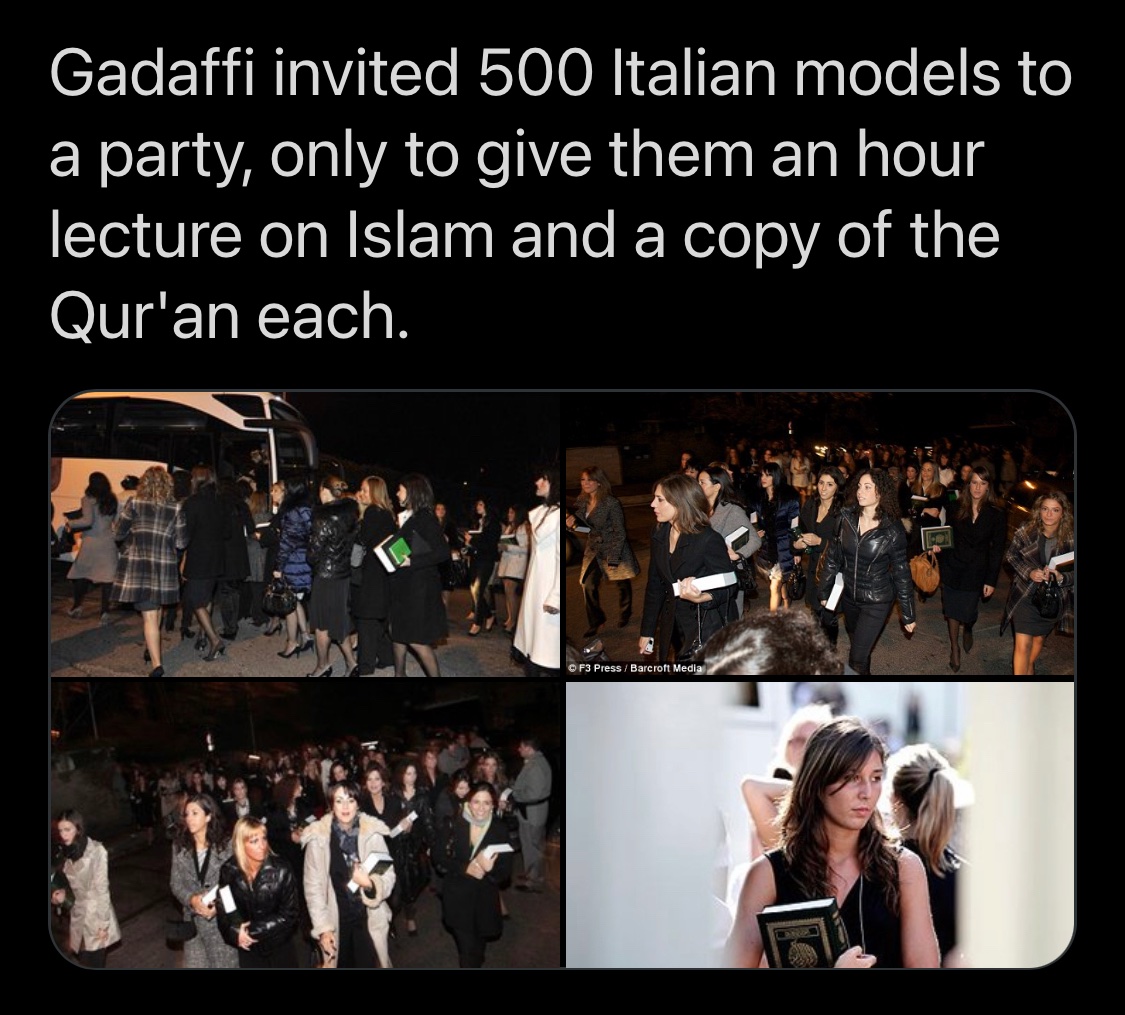 Gadaffi invited 500 Italian models to
a party, only to give them an hour
lecture on Islam and a copy of the
Qur'an each.
© F3 Press / Barcroft Media